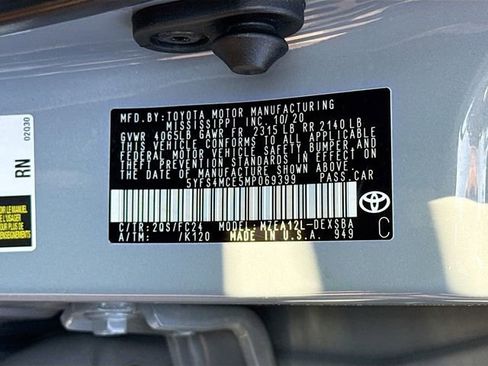 MFD.BY: TOYOTA MOTOR MANUFACTURING
MISSISSIPPI, INC. 10/20
GVWR 4065LB GAWR FR 2315 LB RR 2140 LB
THIS VEHICLE CONFORMS TO ALL APPLICABLE
FEDERAL MOTOR VEHICLE SAFETY BUMPER AND
THEFT PREVENTION STANDARDS IN EFFECT ON
THE DATE OF MANUFACTURE SHOWN ABOVE.
5YFS4MCE5MP069399 PASS.CAR
C/TR: 2QS/FC24 MODEL: MZEA12L-DEXSBA
A/TM: /K120 MADE IN U.S.A. 949
C
02030
RN